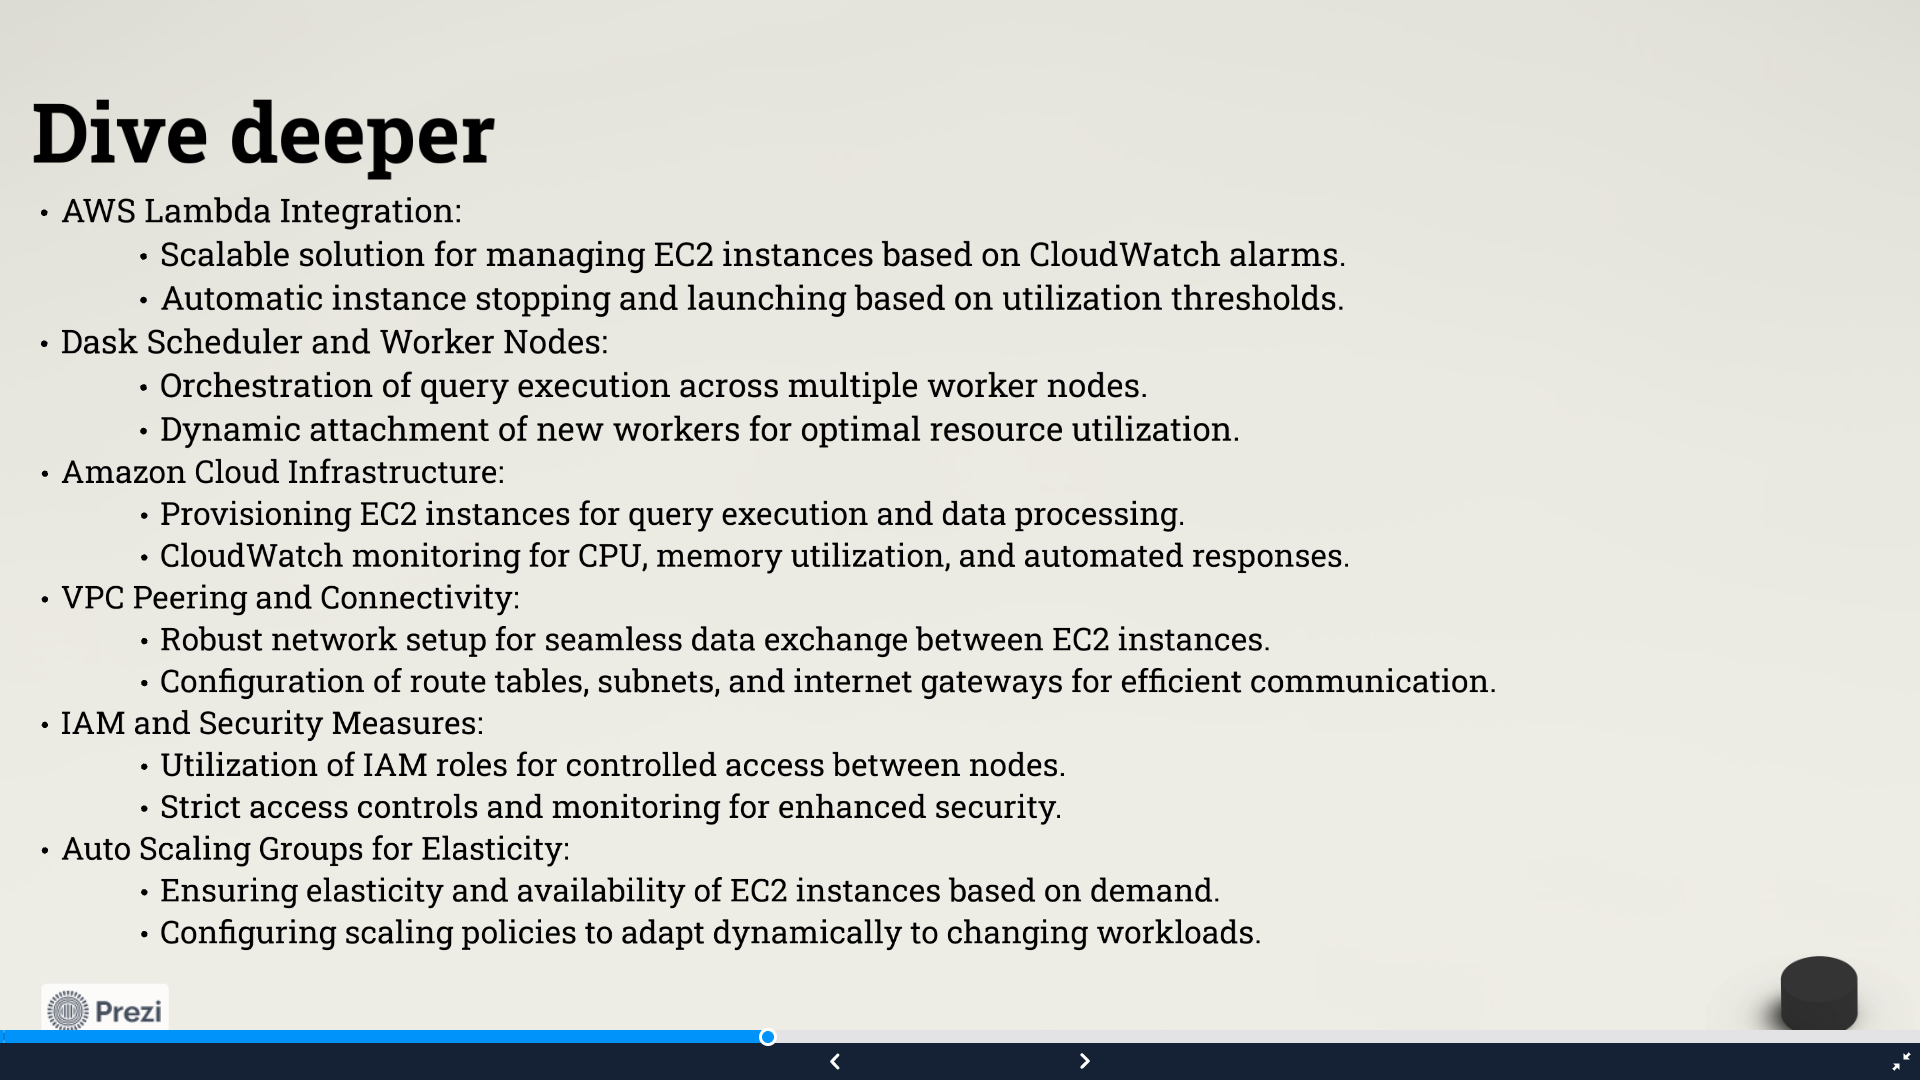 Dive deeper
• AWS Lambda Integration:
• Scalable solution for managing EC2 instances based on CloudWatch alarms.
• Automatic instance stopping and launching based on utilization thresholds.
• Dask Scheduler and Worker Nodes:
• Orchestration of query execution across multiple worker nodes.
• Dynamic attachment of new workers for optimal resource utilization.
• Amazon Cloud Infrastructure:
• Provisioning EC2 instances for query execution and data processing.
• CloudWatch monitoring for CPU, memory utilization, and automated responses.
• VPC Peering and Connectivity:
• Robust network setup for seamless data exchange between EC2 instances.
• Configuration of route tables, subnets, and internet gateways for efficient communication.
• IAM and Security Measures:
• Utilization of IAM roles for controlled access between nodes.
• Strict access controls and monitoring for enhanced security.
• Auto Scaling Groups for Elasticity:
• Ensuring elasticity and availability of EC2 instances based on demand.
• Configuring scaling policies to adapt dynamically to changing workloads.
Prezi